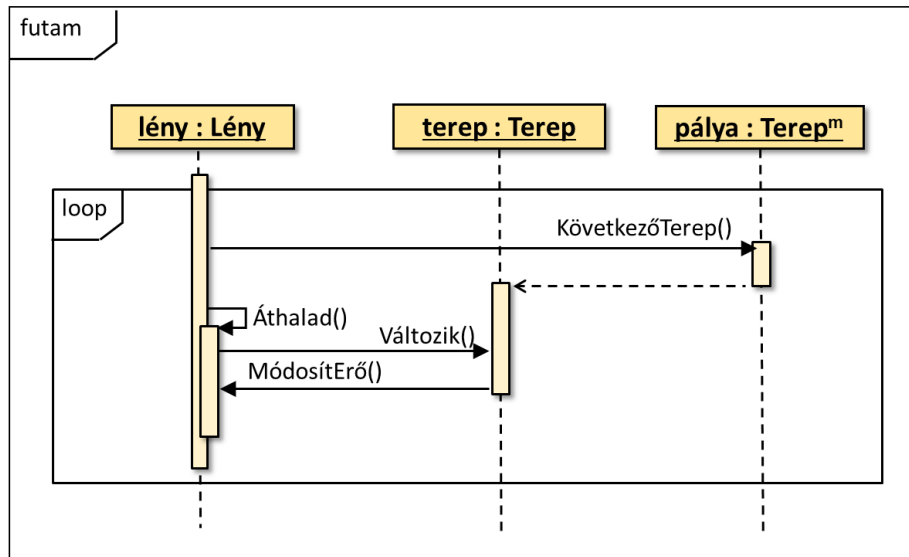 futam
lény : Lény
terep : Terep
pálya : Terepᵐ
loop
KövetkezőTerep()
Áthalad()
Változik()
MódosítErő()